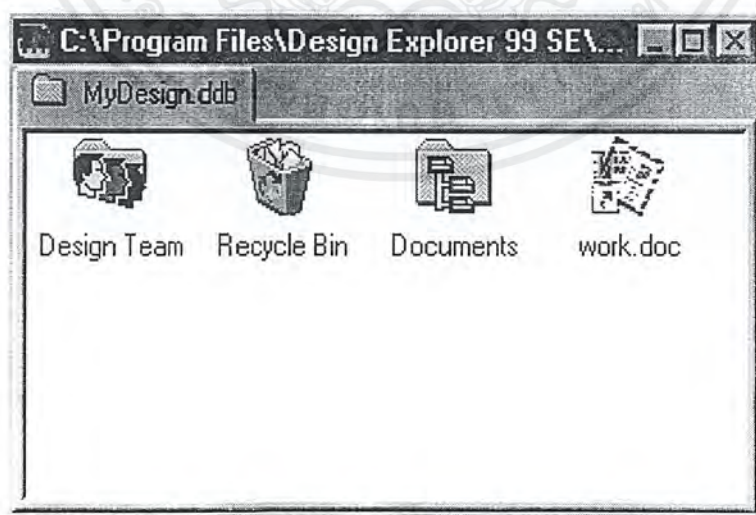 C:\Program Files\Design Explorer 99 SE\...
MyDesign.ddb
Design Team Recycle Bin Documents work.doc